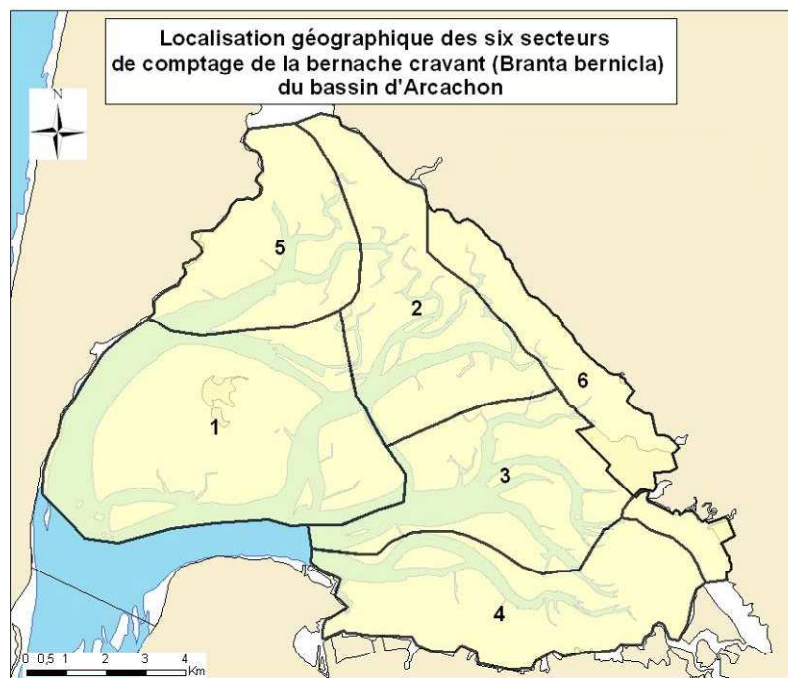 Localisation géographique des six secteurs
de comptage de la bernache cravant (Branta bernicla)
du bassin d'Arcachon
N
5
2
6
1
3
4
0 0,5 1 2 3 4
Km